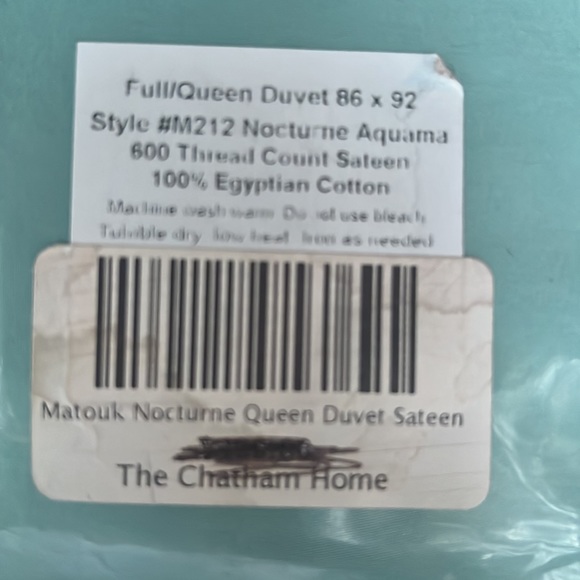 Full/Queen Duvet 86 x 92
Style #M212 Nocturne Aquama
600 Thread Count Sateen
100% Egyptian Cotton
Machine wash warm Do not use bleach
Tumble dry low heat Iron as needed
Matouk Nocturne Queen Duvet Sateen
The Chatham Home